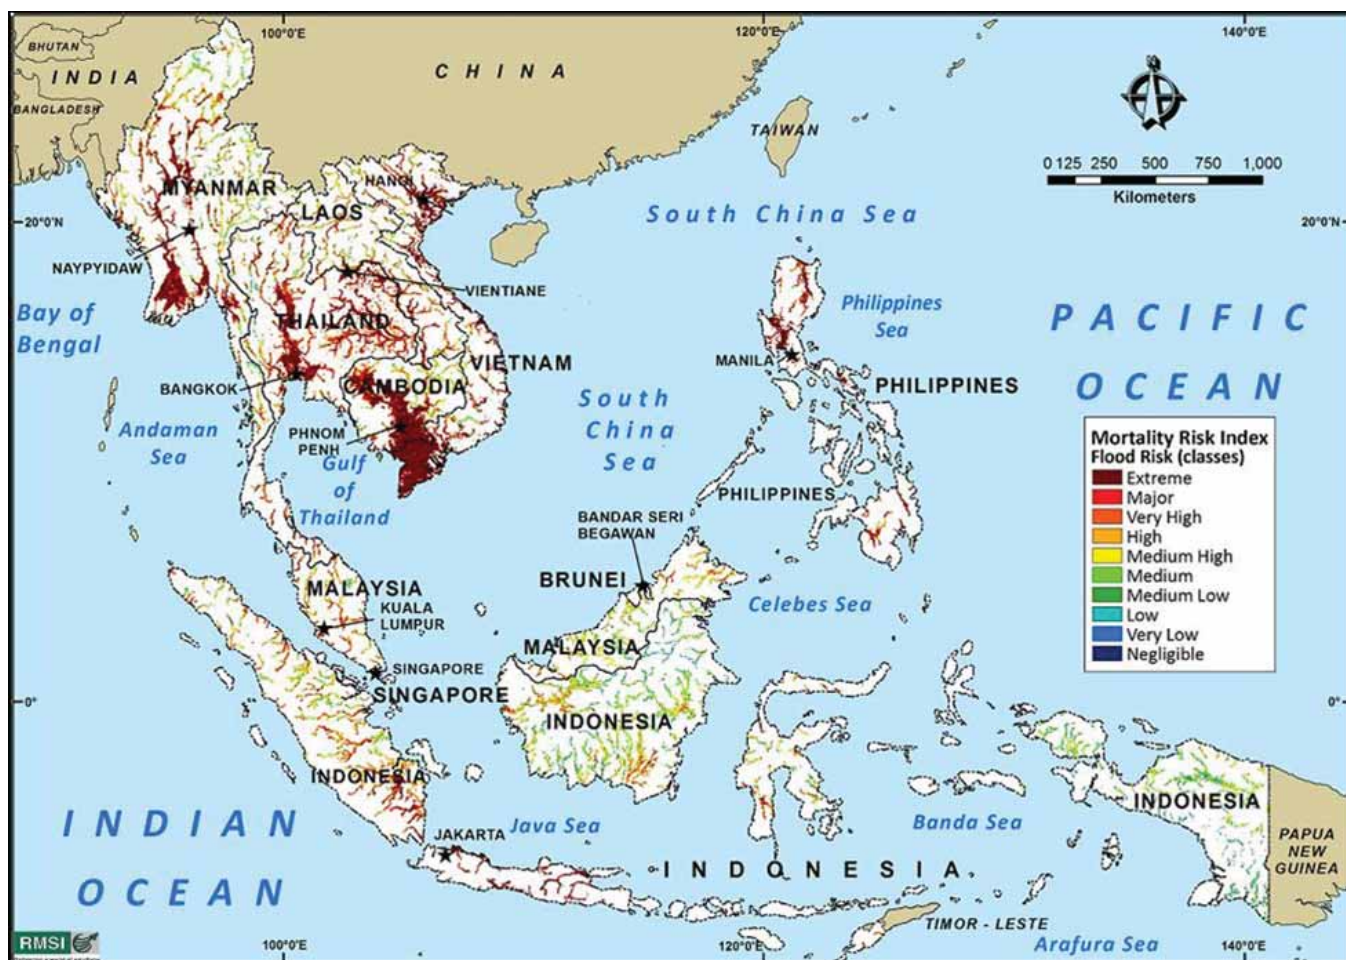 100°0'E
120°0'E
140°0'E
BHUTAN
INDIA
CHINA
BANGLADESH
TAIWAN
0 125 250 500 750 1,000
Kilometers
MYANMAR
HANOI
LAOS
South China Sea
20°0'N
20°0'N
NAYPYIDAW
VIENTIANE
Bay of
Bengal
THAILAND
Philippines
Sea
PACIFIC
OCEAN
VIETNAM
MANILA
PHILIPPINES
BANGKOK
CAMBODIA
South
China
Sea
Andaman
Sea
PHNOM
PENH
Gulf
of
Thailand
Mortality Risk Index
Flood Risk (classes)
Extreme
Major
Very High
High
Medium High
Medium
Medium Low
Low
Very Low
Negligible
PHILIPPINES
BANDAR SERI
BEGAWAN
BRUNEI
MALAYSIA
KUALA
LUMPUR
Celebes Sea
MALAYSIA
SINGAPORE
SINGAPORE
0°
0°
INDONESIA
INDONESIA
INDONESIA
INDIAN
OCEAN
JAKARTA
Java Sea
Banda Sea
INDONESIA
PAPUA
NEW
GUINEA
TIMOR - LESTE
Arafura Sea
RMSI
100°0'E
120°0'E
140°0'E